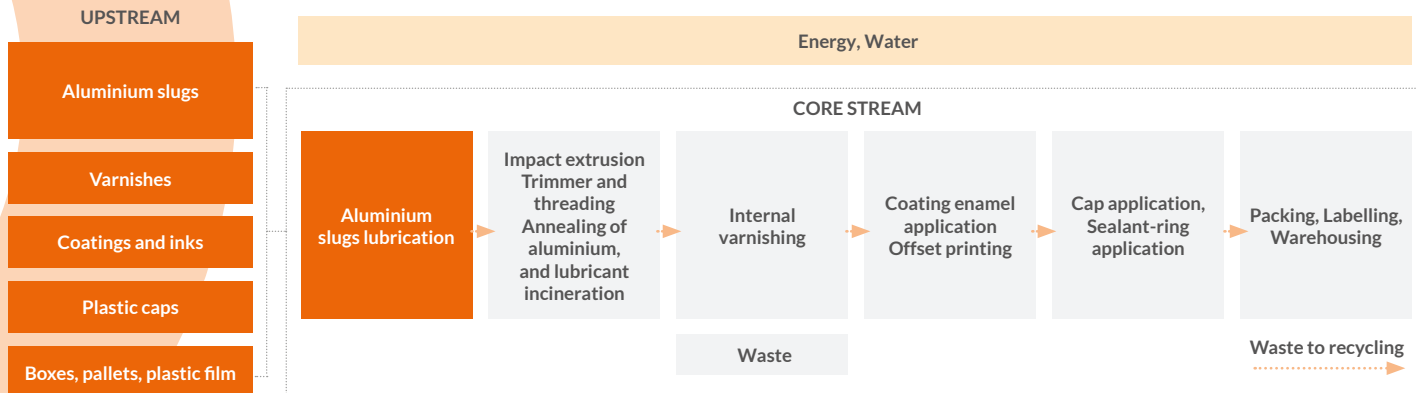 UPSTREAM
Aluminium slugs
Varnishes
Coatings and inks
Plastic caps
Boxes, pallets, plastic film
Energy, Water
CORE STREAM
Aluminium
slugs lubrication
Impact extrusion
Trimmer and
threading
Annealing of
aluminium,
and lubricant
incineration
Internal
varnishing
Coating enamel
application
Offset printing
Cap application,
Sealant-ring
application
Packing, Labelling,
Warehousing
Waste
Waste to recycling